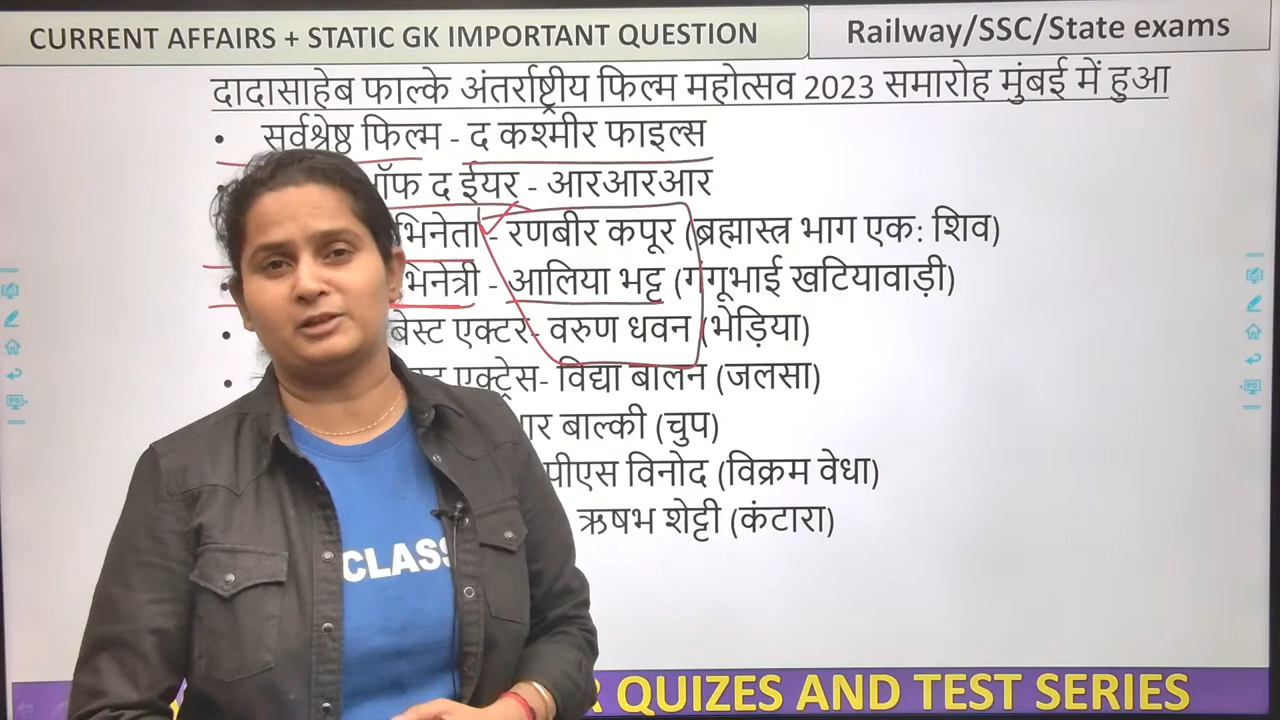 CURRENT AFFAIRS + STATIC GK IMPORTANT QUESTION
Railway/SSC/State exams
दादासाहेब फाल्के अंतर्राष्ट्रीय फिल्म महोत्सव 2023 समारोह मुंबई में हुआ
• सर्वश्रेष्ठ फिल्म - द कश्मीर फाइल्स
ऑफ द ईयर - आरआरआर
भिनेता - रणबीर कपूर (ब्रह्मास्त्र भाग एक: शिव)
भिनेत्री - आलिया भट्ट (गंगूभाई खटियावाड़ी)
• बेस्ट एक्टर- वरुण धवन (भेड़िया)
• एक्ट्रेस- विद्या बालन (जलसा)
आर बाल्की (चुप)
पीएस विनोद (विक्रम वेधा)
ऋषभ शेट्टी (कंटारा)
CLASS
R QUIZES AND TEST SERIES